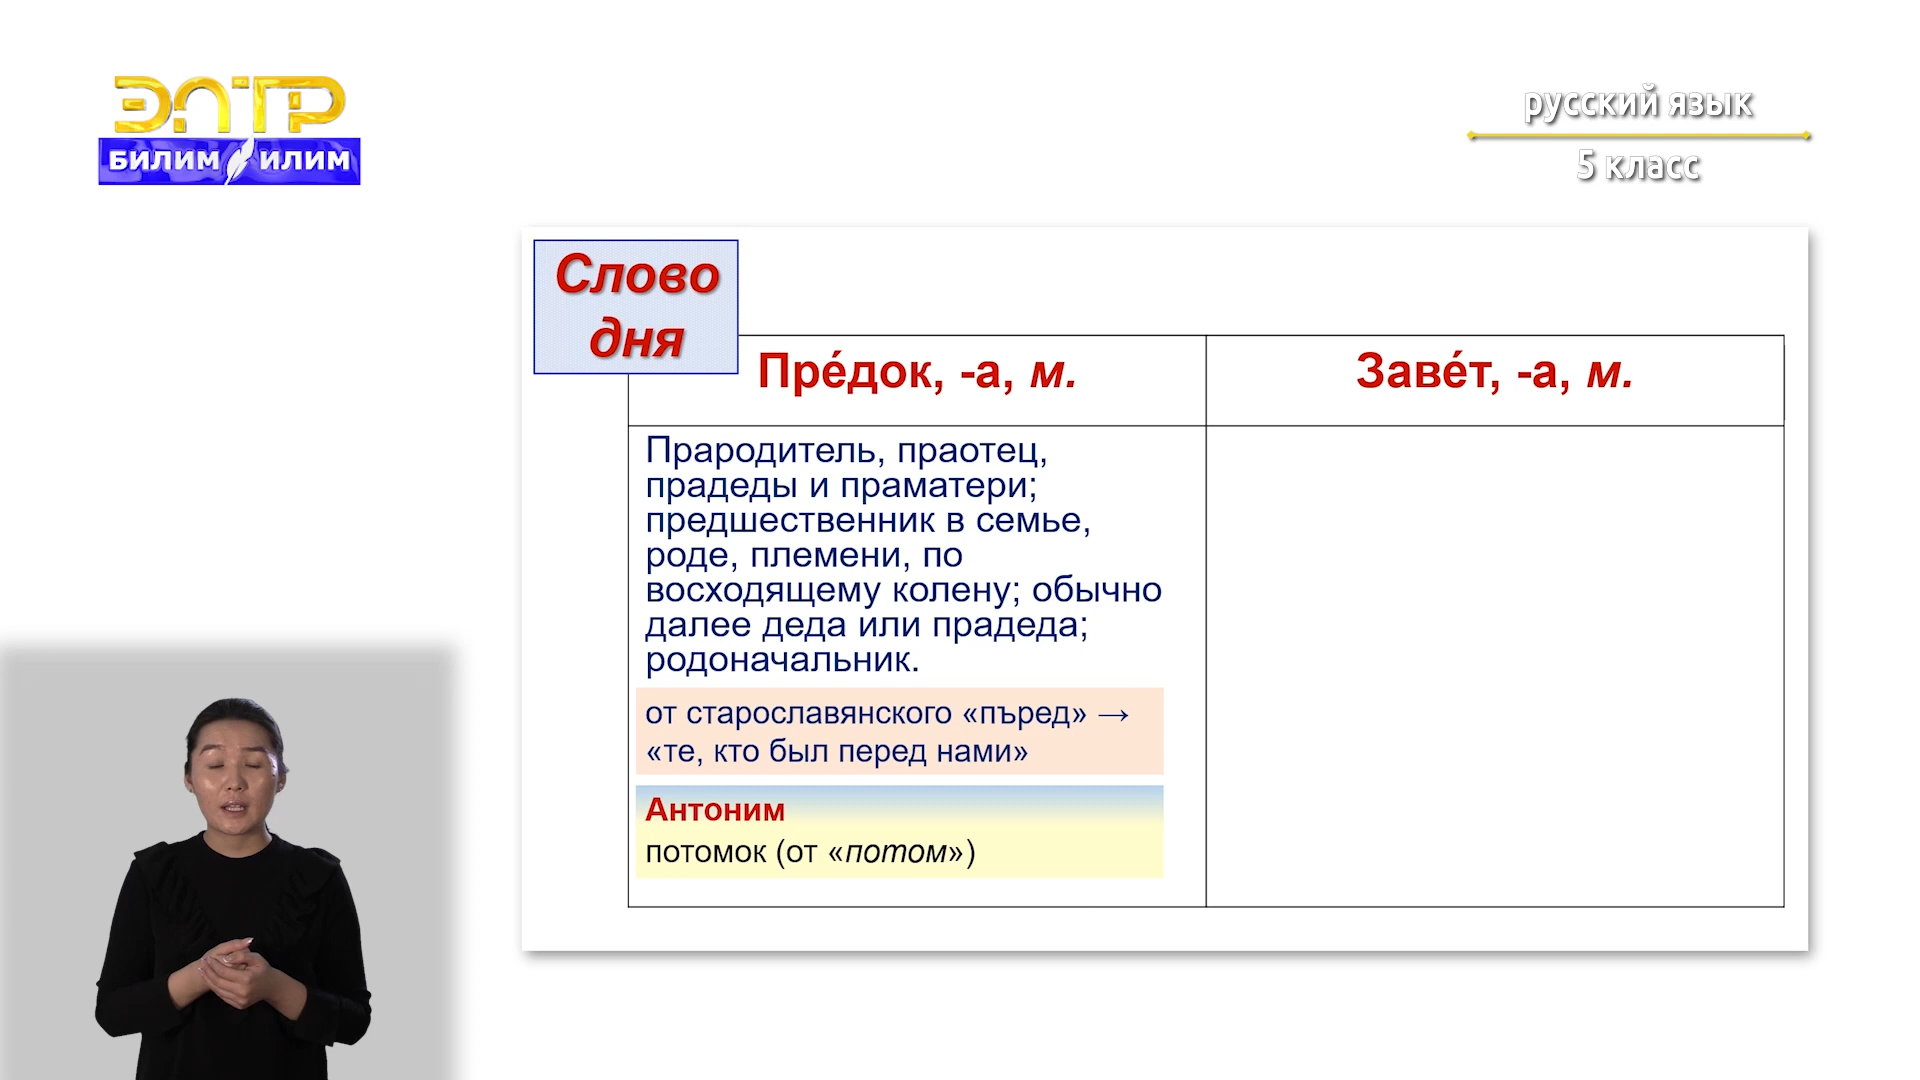 ЭЛТР
БИЛИМ ИЛИМ
русский язык
5 класс
Слово
дня
Пре́док, -а, м.
Заве́т, -а, м.
Прародитель, праотец,
прадеды и праматери;
предшественник в семье,
роде, племени, по
восходящему колену; обычно
далее деда или прадеда;
родоначальник.
от старославянского «пъред» →
«те, кто был перед нами»
Антоним
потомок (от «потом»)